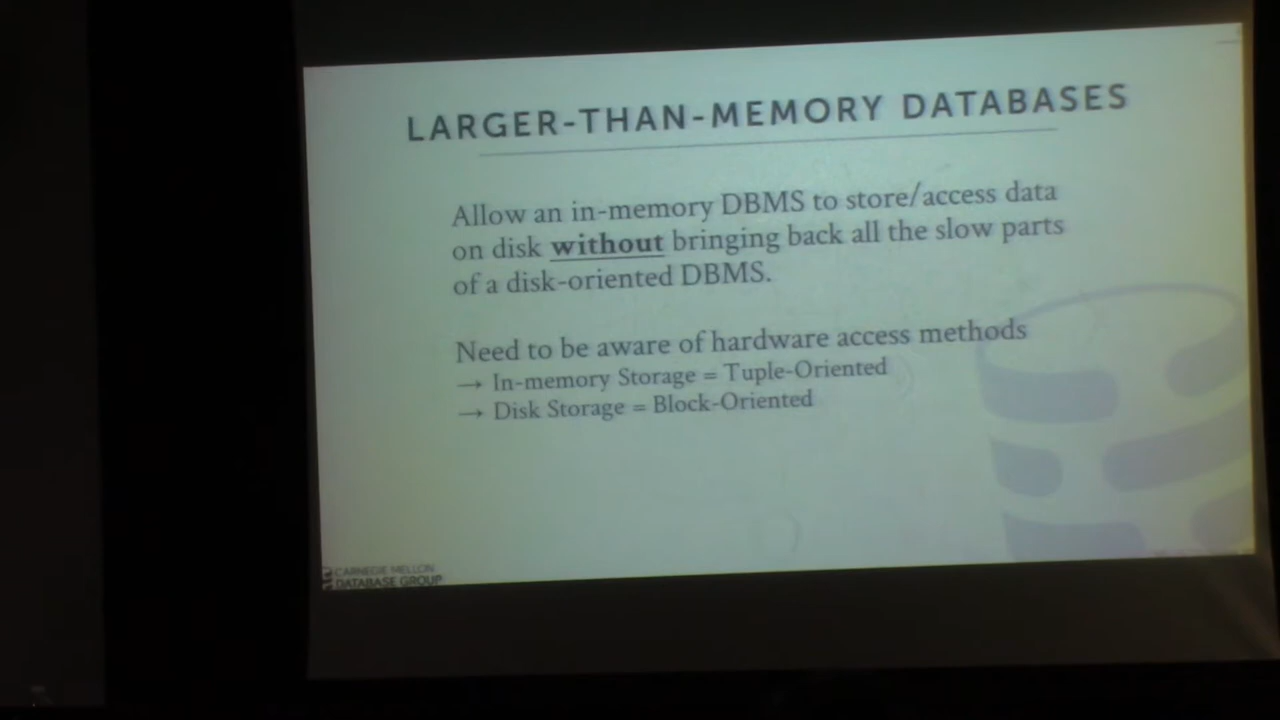 LARGER-THAN-MEMORY DATABASES
Allow an in-memory DBMS to store/access data
on disk without bringing back all the slow parts
of a disk-oriented DBMS.
Need to be aware of hardware access methods
→ In-memory Storage = Tuple-Oriented
→ Disk Storage = Block-Oriented
CARNEGIE MELLON
DATABASE GROUP